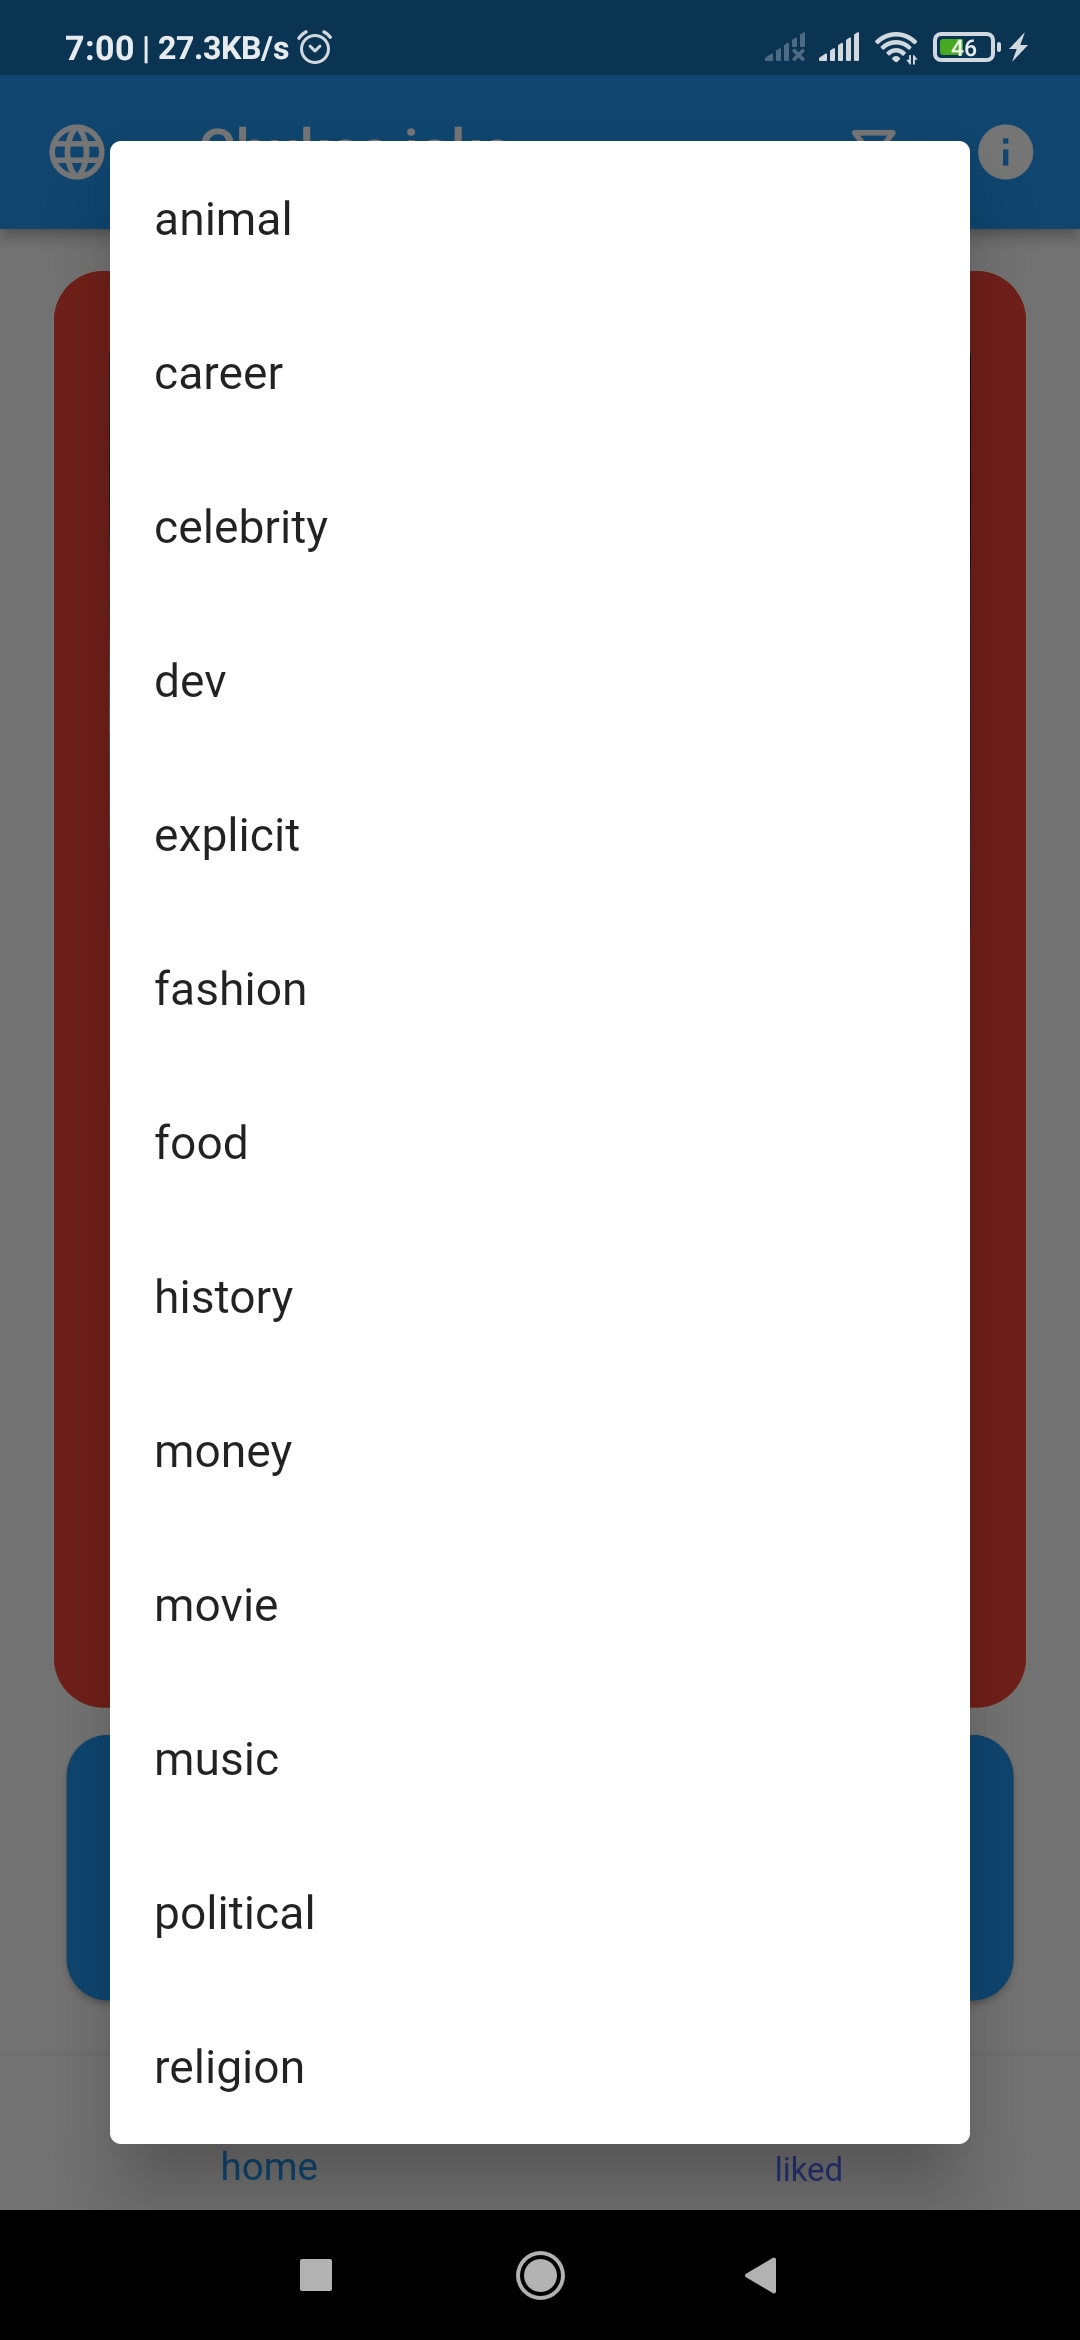 7:00 | 27.3KB/s
46
animal
career
celebrity
dev
explicit
fashion
food
history
money
movie
music
political
religion
home
liked